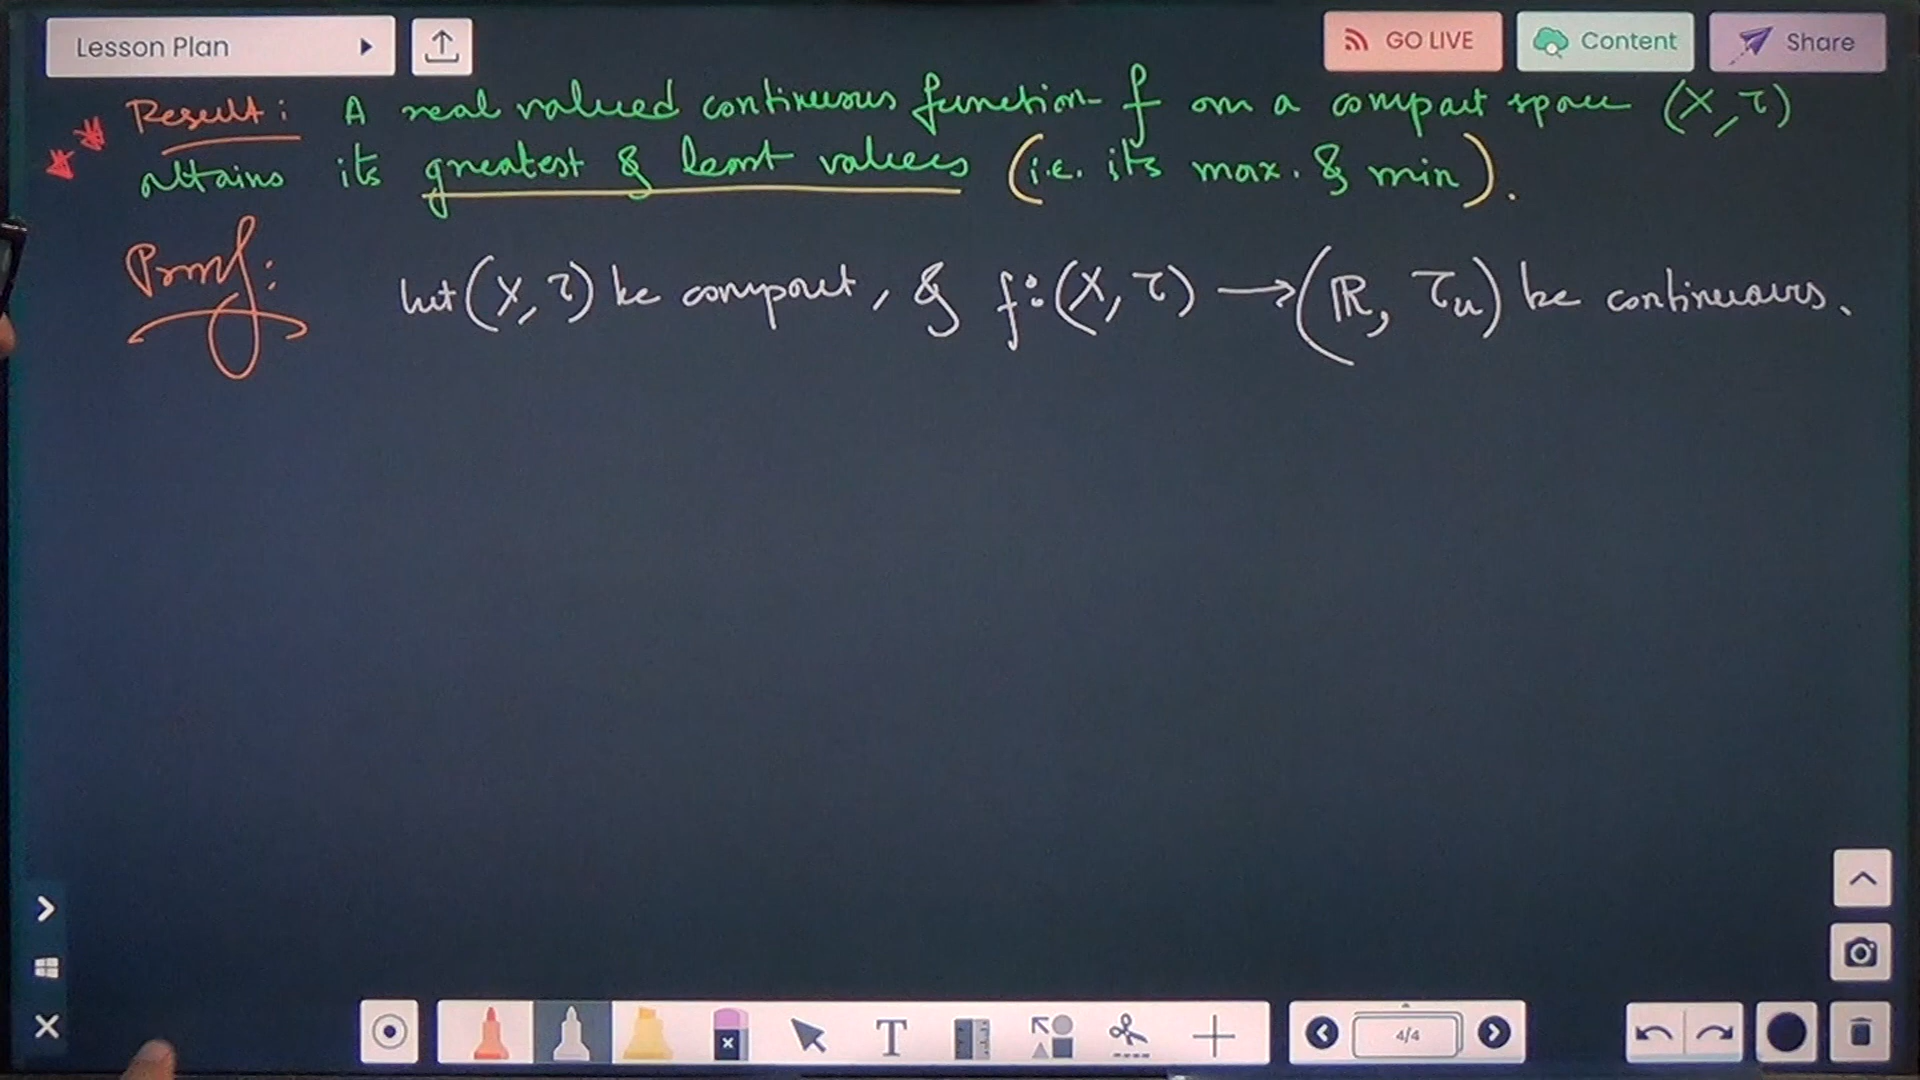 Lesson Plan
GO LIVE
Content
Share
Result: A real valued continuous function f on a compact space (X, τ)
attains its greatest & least values (i.e. its max. & min).
Proof: Let (X, τ) be compact, & f: (X, τ) → (ℝ, τu) be continuous.
T
4/4